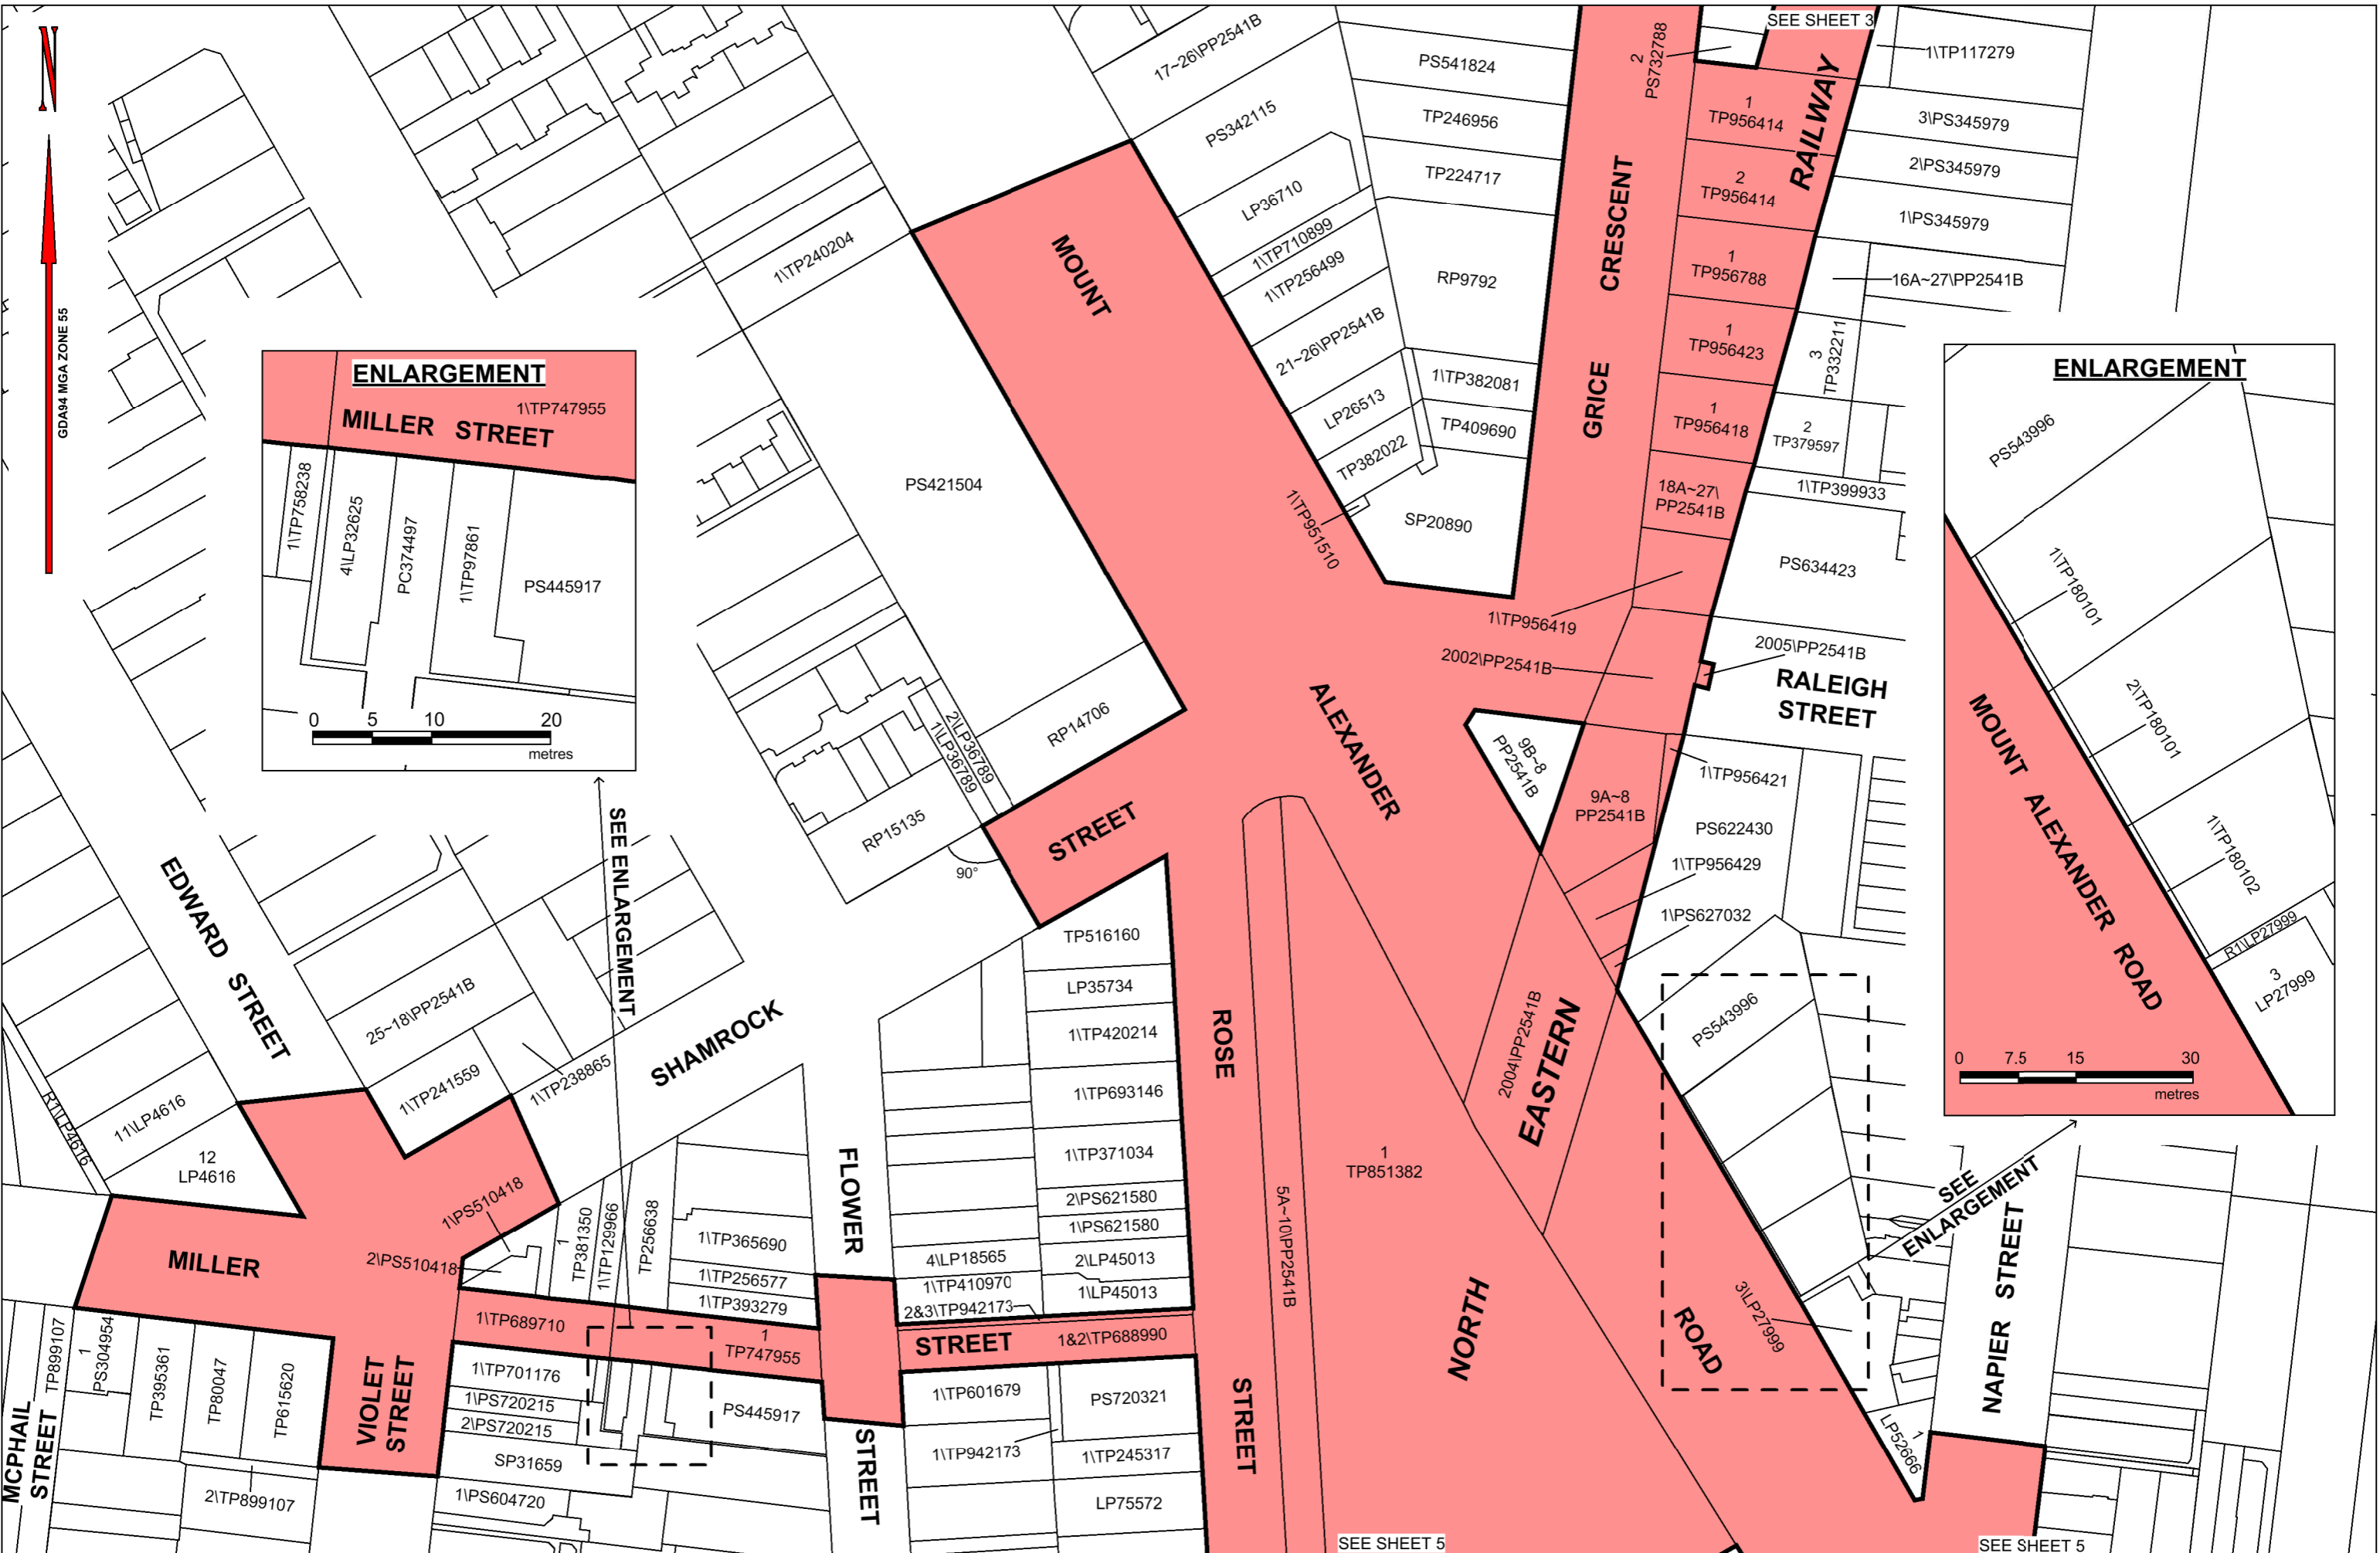 N
GDA94 MGA ZONE 55
SEE SHEET 3
17~26\PP2541B
PS342115
LP36710
1\TP710899
1\TP256499
21~26\PP2541B
LP26513
TP382022
1\TP951510
SP20890
PS541824
TP246956
TP224717
RP9792
1\TP382081
TP409690
2
PS732788
1
TP956414
2
TP956414
1
TP956788
1
TP956423
1
TP956418
18A~27\
PP2541B
1\TP956419
2002\PP2541B
2005\PP2541B
RAILWAY
GRICE CRESCENT
1\TP117279
3\PS345979
2\PS345979
1\PS345979
16A~27\PP2541B
3
TP332211
2
TP379597
1\TP399933
PS634423
RALEIGH
STREET
1\TP240204
MOUNT
PS421504
RP14706
2\LP36789
1\LP36789
RP15135
90°
STREET
ALEXANDER
9B~8
PP2541B
9A~8
PP2541B
1\TP956421
PS622430
1\TP956429
1\PS627032
PS543996
2004\PP2541B
EASTERN
ENLARGEMENT
1\TP747955
MILLER STREET
1\TP758238
4\LP32625
PC374497
1\TP97861
PS445917
0 5 10 20
metres
SEE ENLARGEMENT
ENLARGEMENT
PS543996
1\TP180101
2\TP180101
1\TP180102
R1\LP27999
3
LP27999
MOUNT ALEXANDER ROAD
0 7.5 15 30
metres
SEE
ENLARGEMENT
EDWARD STREET
25~18\PP2541B
1\TP241559
1\TP238865
SHAMROCK
R1\LP4616
11\LP4616
12
LP4616
1\PS510418
2\PS510418
MILLER
1
TP381350
1\TP129966
TP256638
1\TP365690
1\TP256577
1\TP393279
FLOWER
STREET
TP516160
LP35734
1\TP420214
1\TP693146
1\TP371034
2\PS621580
1\PS621580
4\LP18565
2\LP45013
1\TP410970
1\LP45013
2&3\TP942173
STREET
1&2\TP688990
1\TP601679
PS720321
1\TP942173
1\TP245317
LP75572
ROSE
STREET
5A~10\PP2541B
1
TP851382
NORTH
ROAD
3\LP27999
NAPIER STREET
1
LP52666
1\TP689710
1
TP747955
1\TP701176
1\PS720215
2\PS720215
SP31659
1\PS604720
PS445917
VIOLET
STREET
MCPHAIL
STREET
TP899107
1
PS304954
TP395361
TP80047
TP615620
2\TP899107
SEE SHEET 5
SEE SHEET 5